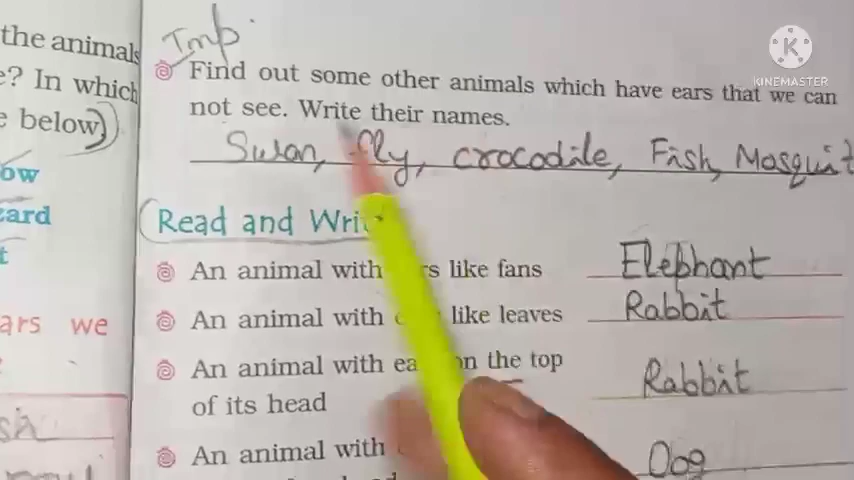 the animals
e? In which
e below)
ow
zard
t
ars we
Imp.
Find out some other animals which have ears that we can
not see. Write their names.
Swan, fly, crocodile, Fish, Mosquit
Read and Writ
An animal with rs like fans Elephant
An animal with like leaves Rabbit
An animal with ea on the top
of its head Rabbit
An animal with Dog
K
KINEMASTER